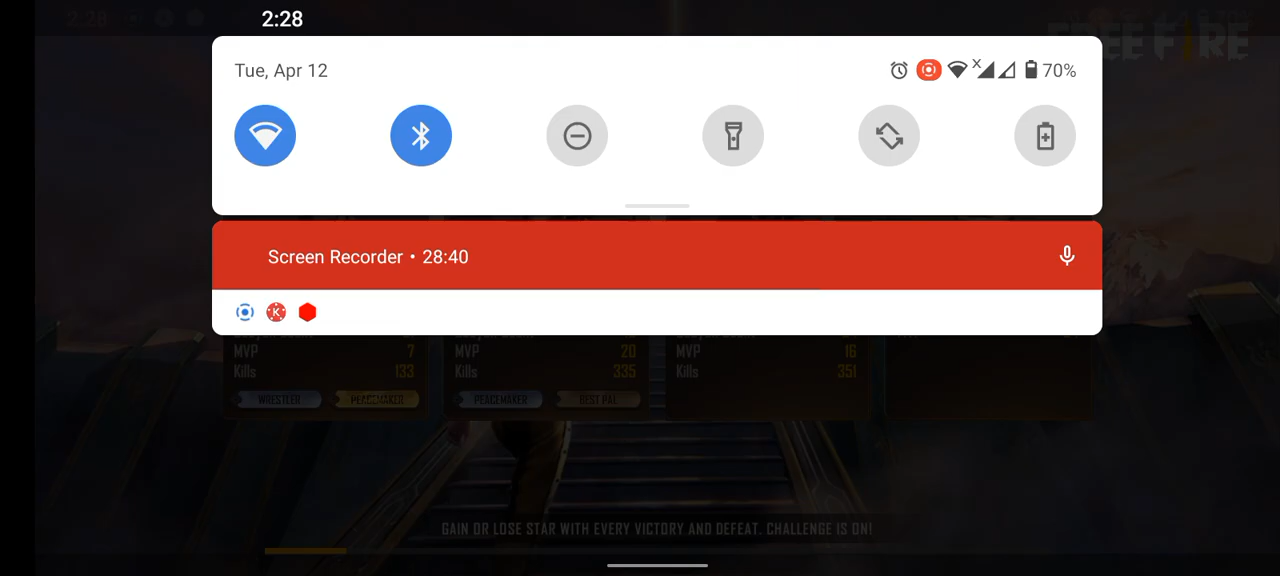 2:28
FREE FIRE
Tue, Apr 12
70%
Screen Recorder • 28:40
K
MVP 7
Kills 133
WRESTLER PEACEMAKER
MVP 20
Kills 335
PEACEMAKER BEST PAL
MVP 16
Kills 351
GAIN OR LOSE STAR WITH EVERY VICTORY AND DEFEAT. CHALLENGE IS ON!